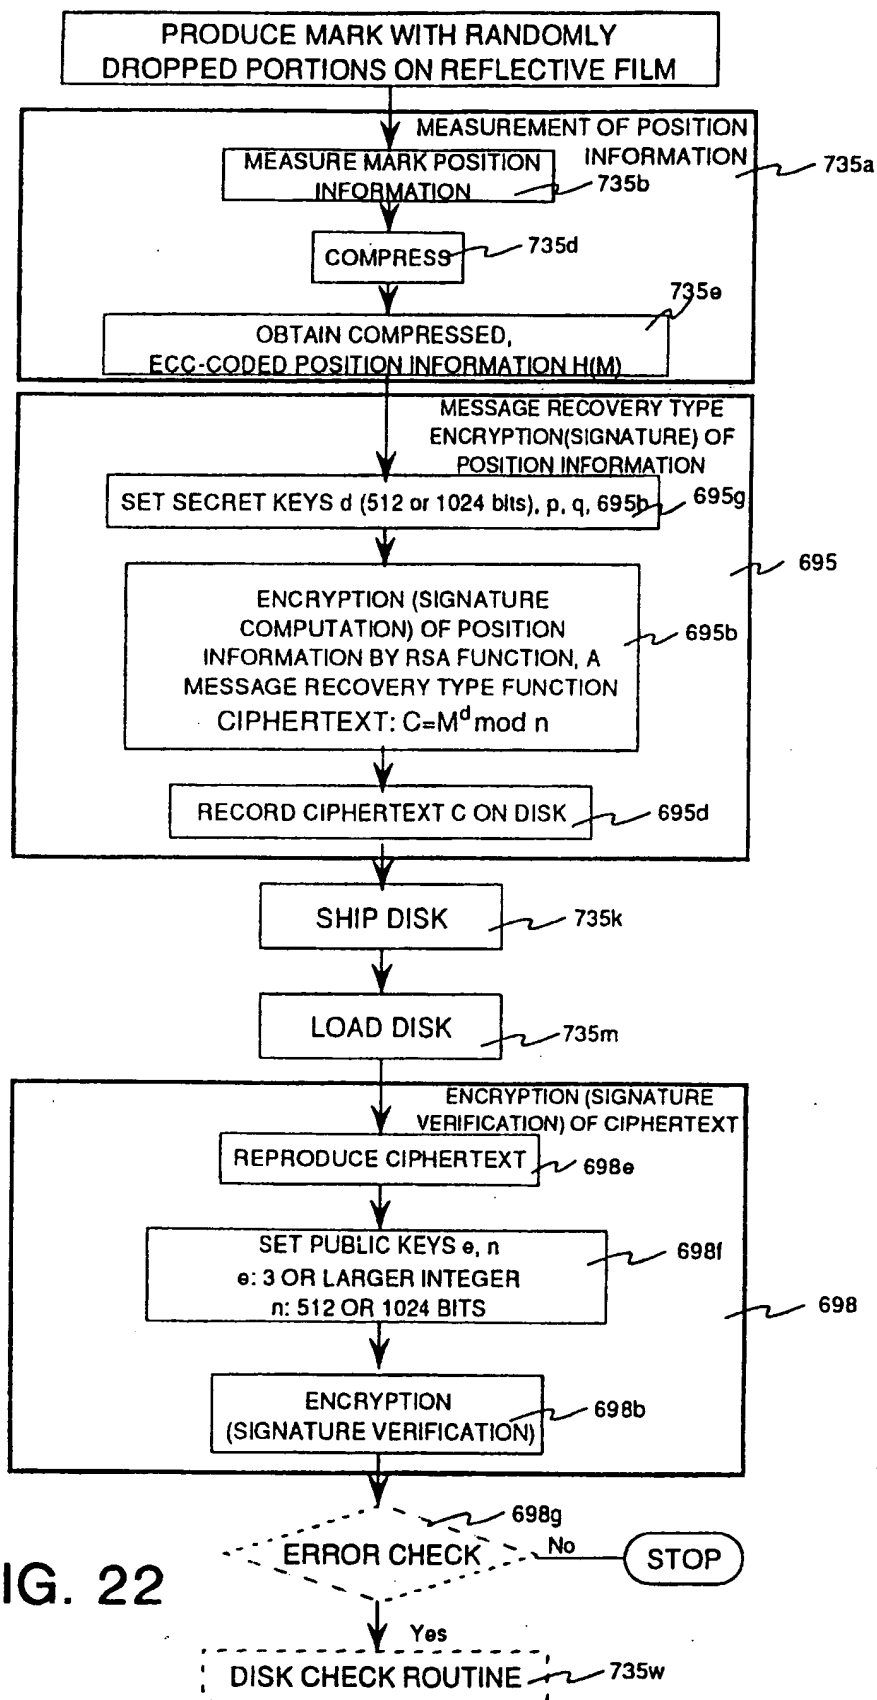 PRODUCE MARK WITH RANDOMLY
DROPPED PORTIONS ON REFLECTIVE FILM
MEASUREMENT OF POSITION
INFORMATION
735a
MEASURE MARK POSITION
INFORMATION
735b
COMPRESS
735d
735e
OBTAIN COMPRESSED,
ECC-CODED POSITION INFORMATION H(M)
MESSAGE RECOVERY TYPE
ENCRYPTION(SIGNATURE) OF
POSITION INFORMATION
SET SECRET KEYS d (512 or 1024 bits), p, q, 695b
695g
695
ENCRYPTION (SIGNATURE
COMPUTATION) OF POSITION
INFORMATION BY RSA FUNCTION, A
MESSAGE RECOVERY TYPE FUNCTION
CIPHERTEXT: C=M^d mod n
695b
RECORD CIPHERTEXT C ON DISK
695d
SHIP DISK
735k
LOAD DISK
735m
ENCRYPTION (SIGNATURE
VERIFICATION) OF CIPHERTEXT
REPRODUCE CIPHERTEXT
698e
SET PUBLIC KEYS e, n
e: 3 OR LARGER INTEGER
n: 512 OR 1024 BITS
698f
698
ENCRYPTION
(SIGNATURE VERIFICATION)
698b
698g
ERROR CHECK
No
STOP
IG. 22
Yes
DISK CHECK ROUTINE
735w